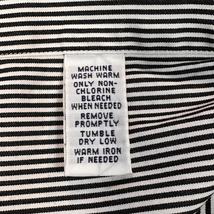 MACHINE
WASH WARM
ONLY NON-
CHLORINE
BLEACH
WHEN NEEDED
REMOVE
PROMPTLY
TUMBLE
DRY LOW
WARM IRON
IF NEEDED